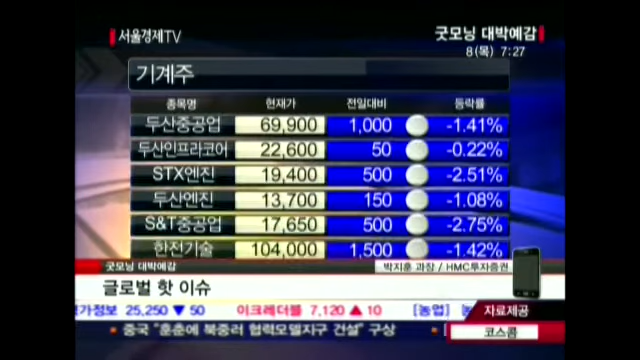 서울경제TV
굿모닝 대박예감
8(목) 7:27
기계주
종목명 현재가 전일대비 등락률
두산중공업 69,900 1,000 -1.41%
두산인프라코어 22,600 50 -0.22%
STX엔진 19,400 500 -2.51%
두산엔진 13,700 150 -1.08%
S&T중공업 17,650 500 -2.75%
한전기술 104,000 1,500 -1.42%
굿모닝 대박예감
박지훈 과장 / HMC투자증권
글로벌 핫 이슈
가정보 25,250 ▼ 50 이크레더블 7,120 ▲ 10 [농업] [농
자료제공
중국 "훈춘에 북중러 협력모델지구 건설" 구상
코스콤